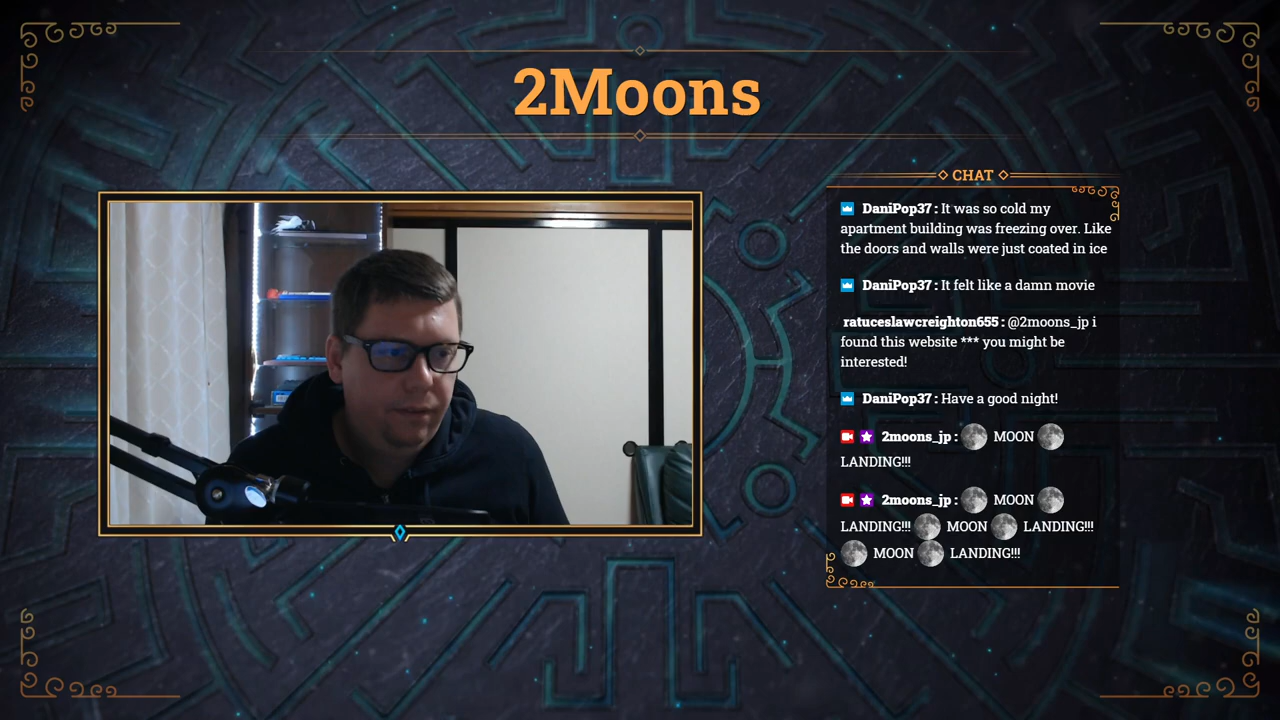 2Moons
CHAT
DaniPop37 : It was so cold my
apartment building was freezing over. Like
the doors and walls were just coated in ice
DaniPop37 : It felt like a damn movie
ratuceslawcreighton655 : @2moons_jp i
found this website *** you might be
interested!
DaniPop37 : Have a good night!
2moons_jp : MOON
LANDING!!!
2moons_jp : MOON
LANDING!!! MOON LANDING!!!
MOON LANDING!!!